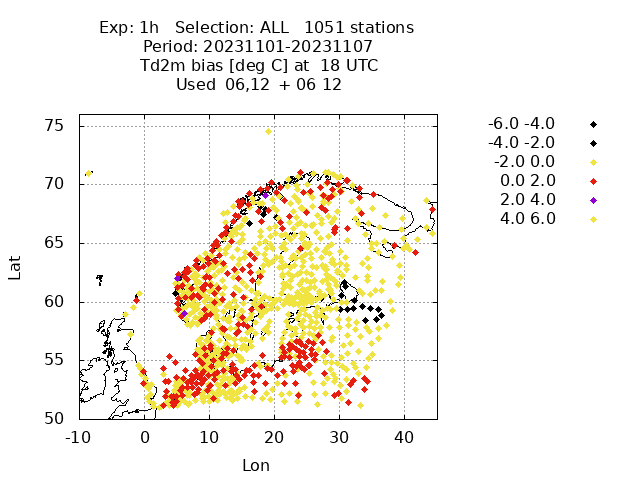 Exp: 1h   Selection: ALL   1051 stations
Period: 20231101-20231107
Td2m bias [deg C] at  18 UTC
Used  06,12  + 06 12
-6.0 -4.0
-4.0 -2.0
-2.0 0.0
0.0 2.0
2.0 4.0
4.0 6.0
75
70
65
60
55
50
Lat
-10 0 10 20 30 40
Lon